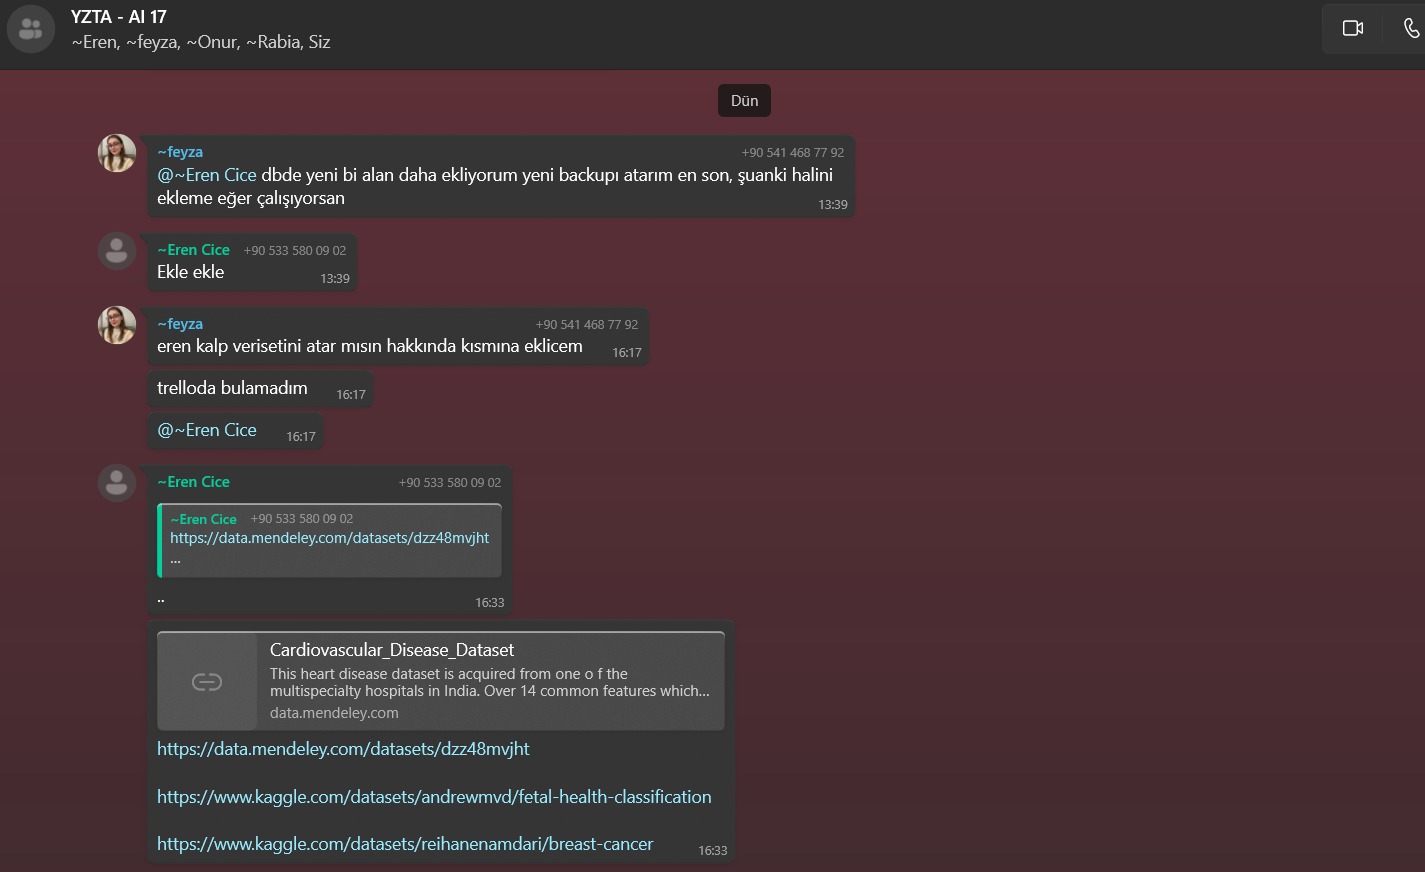 YZTA - AI 17
~Eren, ~feyza, ~Onur, ~Rabia, Siz
Dün
~feyza +90 541 468 77 92
@~Eren Cice dbde yeni bi alan daha ekliyorum yeni backupı atarım en son, şuanki halini
ekleme eğer çalışıyorsan
13:39
~Eren Cice +90 533 580 09 02
Ekle ekle
13:39
~feyza +90 541 468 77 92
eren kalp verisetini atar mısın hakkında kısmına eklicem
16:17
trelloda bulamadım
16:17
@~Eren Cice
16:17
~Eren Cice +90 533 580 09 02
~Eren Cice +90 533 580 09 02
https://data.mendeley.com/datasets/dzz48mvjht
...
..
16:33
Cardiovascular_Disease_Dataset
This heart disease dataset is acquired from one o f the
multispecialty hospitals in India. Over 14 common features which...
data.mendeley.com
https://data.mendeley.com/datasets/dzz48mvjht
https://www.kaggle.com/datasets/andrewmvd/fetal-health-classification
https://www.kaggle.com/datasets/reihanenamdari/breast-cancer
16:33